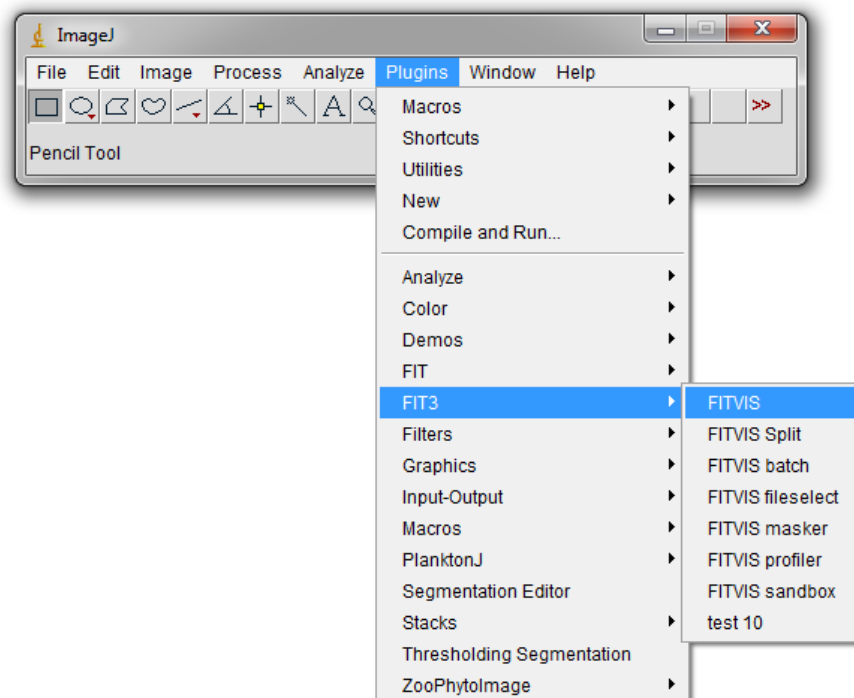 ImageJ
File Edit Image Process Analyze Plugins Window Help
A >>
Pencil Tool
Macros
Shortcuts
Utilities
New
Compile and Run...
Analyze
Color
Demos
FIT
FIT3
Filters
Graphics
Input-Output
Macros
PlanktonJ
Segmentation Editor
Stacks
Thresholding Segmentation
ZooPhytoImage
FITVIS
FITVIS Split
FITVIS batch
FITVIS fileselect
FITVIS masker
FITVIS profiler
FITVIS sandbox
test 10